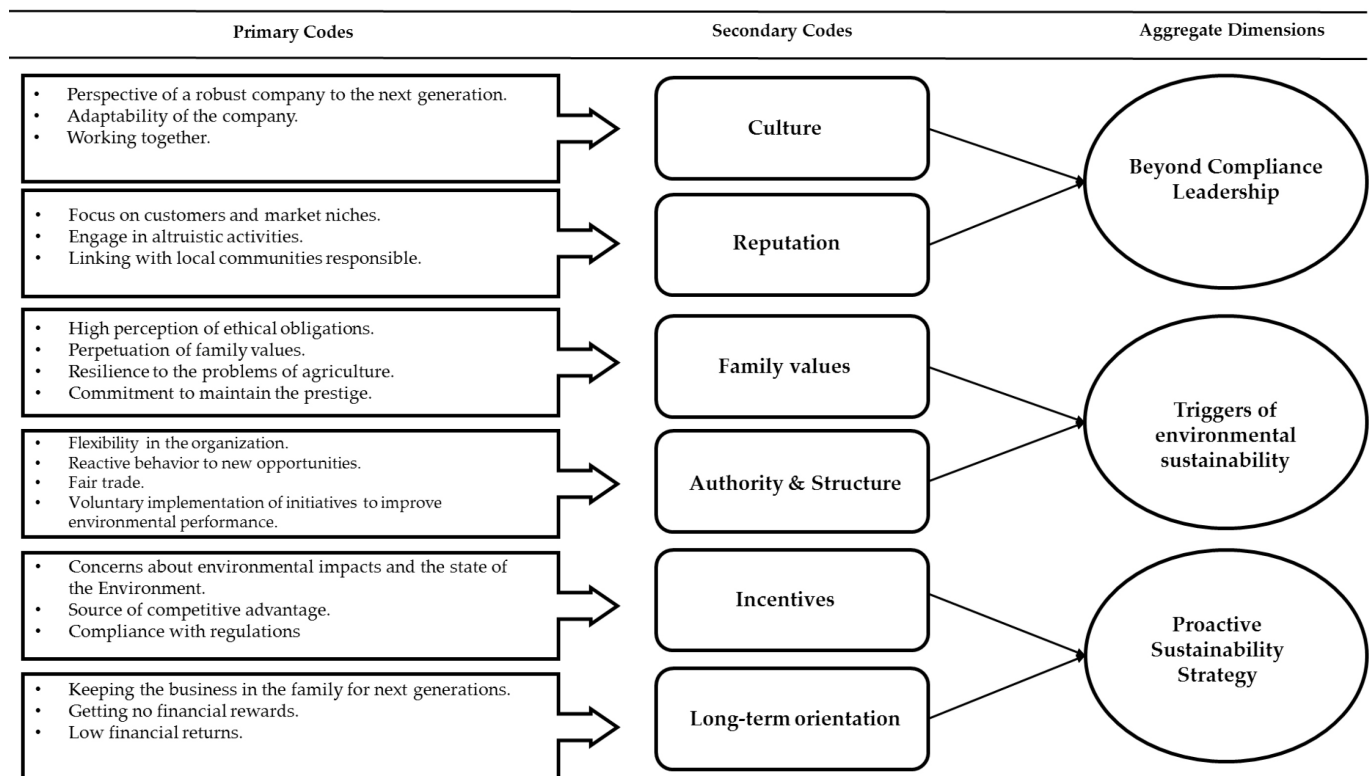 Primary Codes
Secondary Codes
Aggregate Dimensions
• Perspective of a robust company to the next generation.
• Adaptability of the company.
• Working together.
Culture
Beyond Compliance
Leadership
• Focus on customers and market niches.
• Engage in altruistic activities.
• Linking with local communities responsible.
Reputation
• High perception of ethical obligations.
• Perpetuation of family values.
• Resilience to the problems of agriculture.
• Commitment to maintain the prestige.
Family values
Triggers of
environmental
sustainability
• Flexibility in the organization.
• Reactive behavior to new opportunities.
• Fair trade.
• Voluntary implementation of initiatives to improve
environmental performance.
Authority & Structure
• Concerns about environmental impacts and the state of
the Environment.
• Source of competitive advantage.
• Compliance with regulations
Incentives
Proactive
Sustainability
Strategy
• Keeping the business in the family for next generations.
• Getting no financial rewards.
• Low financial returns.
Long-term orientation